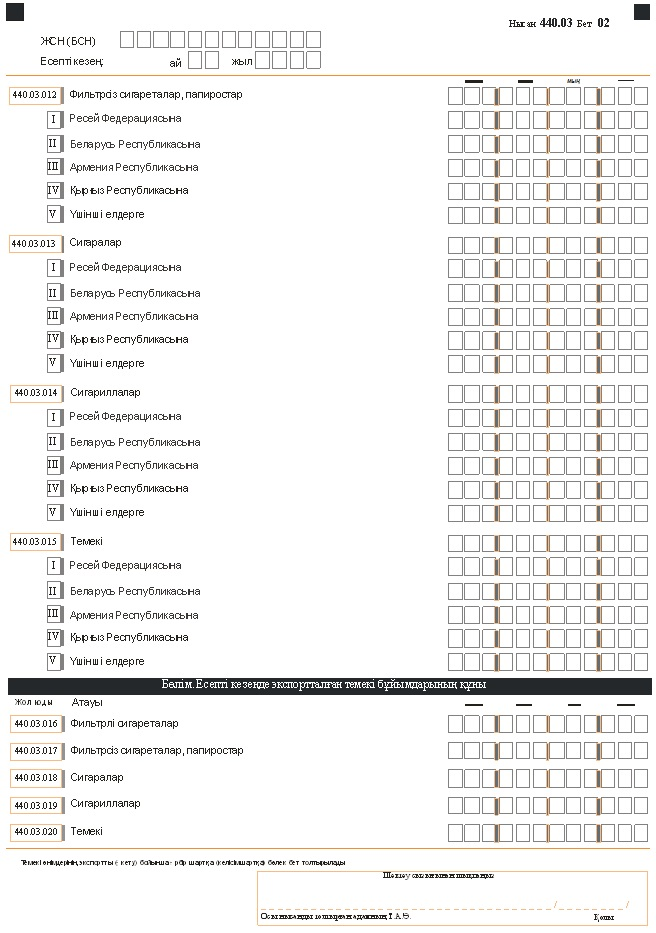 Нысан 440.03 Бет 02
ЖСН (БСН)
Есепті кезең: ай жыл
440.03.012 Фильтрсіз сигареталар, папиростар
I Ресей Федерациясына
II Беларусь Республикасына
III Армения Республикасына
IV Қырғыз Республикасына
V Үшінші елдерге
440.03.013 Сигаралар
I Ресей Федерациясына
II Беларусь Республикасына
III Армения Республикасына
IV Қырғыз Республикасына
V Үшінші елдерге
440.03.014 Сигариллалар
I Ресей Федерациясына
II Беларусь Республикасына
III Армения Республикасына
IV Қырғыз Республикасына
V Үшінші елдерге
440.03.015 Темекі
I Ресей Федерациясына
II Беларусь Республикасына
III Армения Республикасына
IV Қырғыз Республикасына
V Үшінші елдерге
Бөлім. Есепті кезеңде экспортталған темекі бұйымдарының құны
Жол коды Атауы
440.03.016 Фильтрлі сигареталар
440.03.017 Фильтрсіз сигареталар, папиростар
440.03.018 Сигаралар
440.03.019 Сигариллалар
440.03.020 Темекі
Темекі өнімдерінің экспортты (әкету) бойынша - әрбір шартқа (келісімшартқа) бөлек бет толтырылады
/ /
Осы нысанды толтырған адамның Т.А.Ә. Қолы